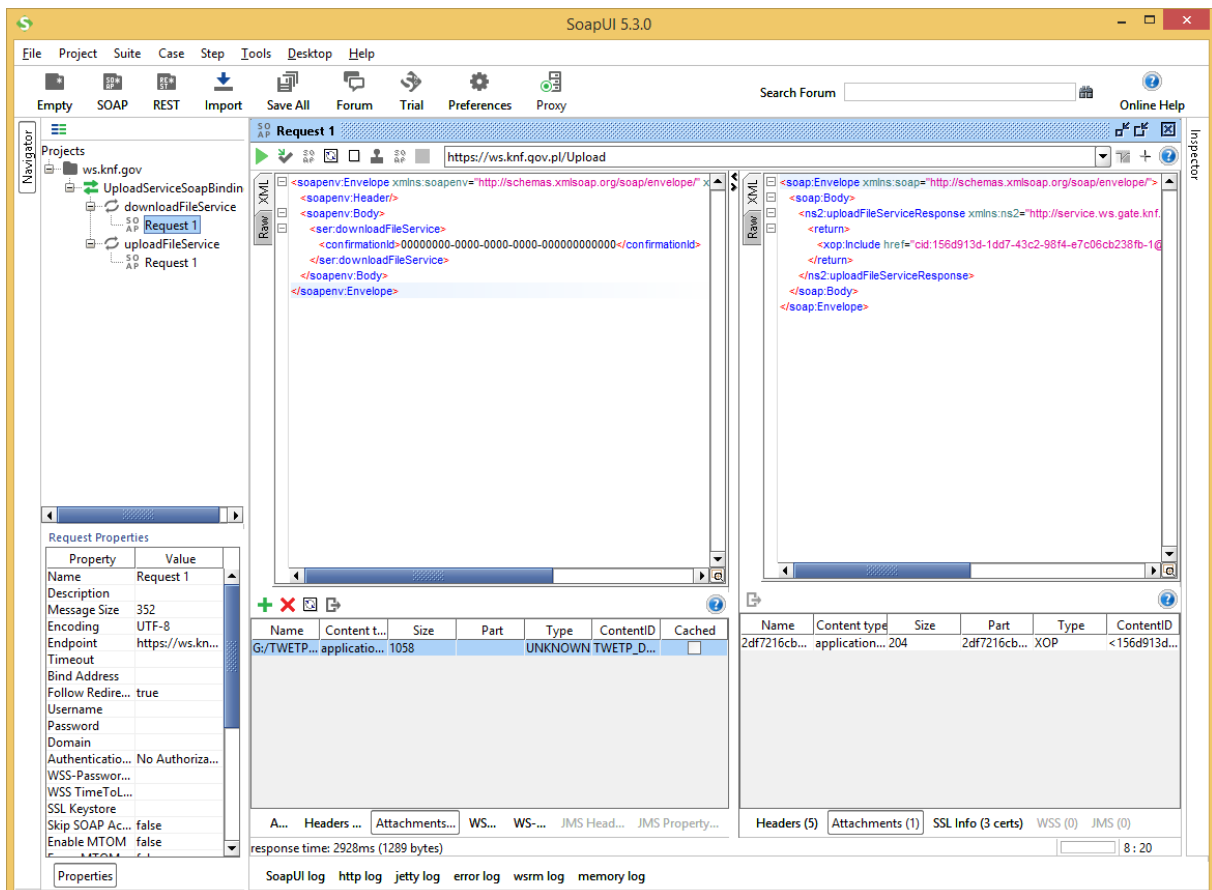 SoapUI 5.3.0
File Project Suite Case Step Tools Desktop Help
Empty SOAP REST Import Save All Forum Trial Preferences Proxy Search Forum Online Help
Navigator
Projects
ws.knf.gov
UploadServiceSoapBindin
downloadFileService
Request 1
uploadFileService
Request 1
Request Properties
Property Value
Name Request 1
Description
Message Size 352
Encoding UTF-8
Endpoint https://ws.kn...
Timeout
Bind Address
Follow Redire... true
Username
Password
Domain
Authenticatio... No Authoriza...
WSS-Passwor...
WSS TimeToL...
SSL Keystore
Skip SOAP Ac... false
Enable MTOM false
Properties
Request 1
https://ws.knf.gov.pl/Upload
XML
Raw
<soapenv:Envelope xmlns:soapenv="http://schemas.xmlsoap.org/soap/envelope/" x
<soapenv:Header/>
<soapenv:Body>
<ser:downloadFileService>
<confirmationId>00000000-0000-0000-0000-000000000000</confirmationId>
</ser:downloadFileService>
</soapenv:Body>
</soapenv:Envelope>
Name Content t... Size Part Type ContentID Cached
G:/TWETP... applicatio... 1058 UNKNOWN TWETP_D...
A... Headers ... Attachments... WS... WS-... JMS Head... JMS Property...
XML
Raw
<soap:Envelope xmlns:soap="http://schemas.xmlsoap.org/soap/envelope/">
<soap:Body>
<ns2:uploadFileServiceResponse xmlns:ns2="http://service.ws.gate.knf.
<return>
<xop:Include href="cid:156d913d-1dd7-43c2-98f4-e7c06cb238fb-1@
</return>
</ns2:uploadFileServiceResponse>
</soap:Body>
</soap:Envelope>
Name Content type Size Part Type ContentID
2df7216cb... application... 204 2df7216cb... XOP <156d913d...
Headers (5) Attachments (1) SSL Info (3 certs) WSS (0) JMS (0)
response time: 2928ms (1289 bytes) 8 : 20
Inspector
SoapUI log http log jetty log error log wsrm log memory log